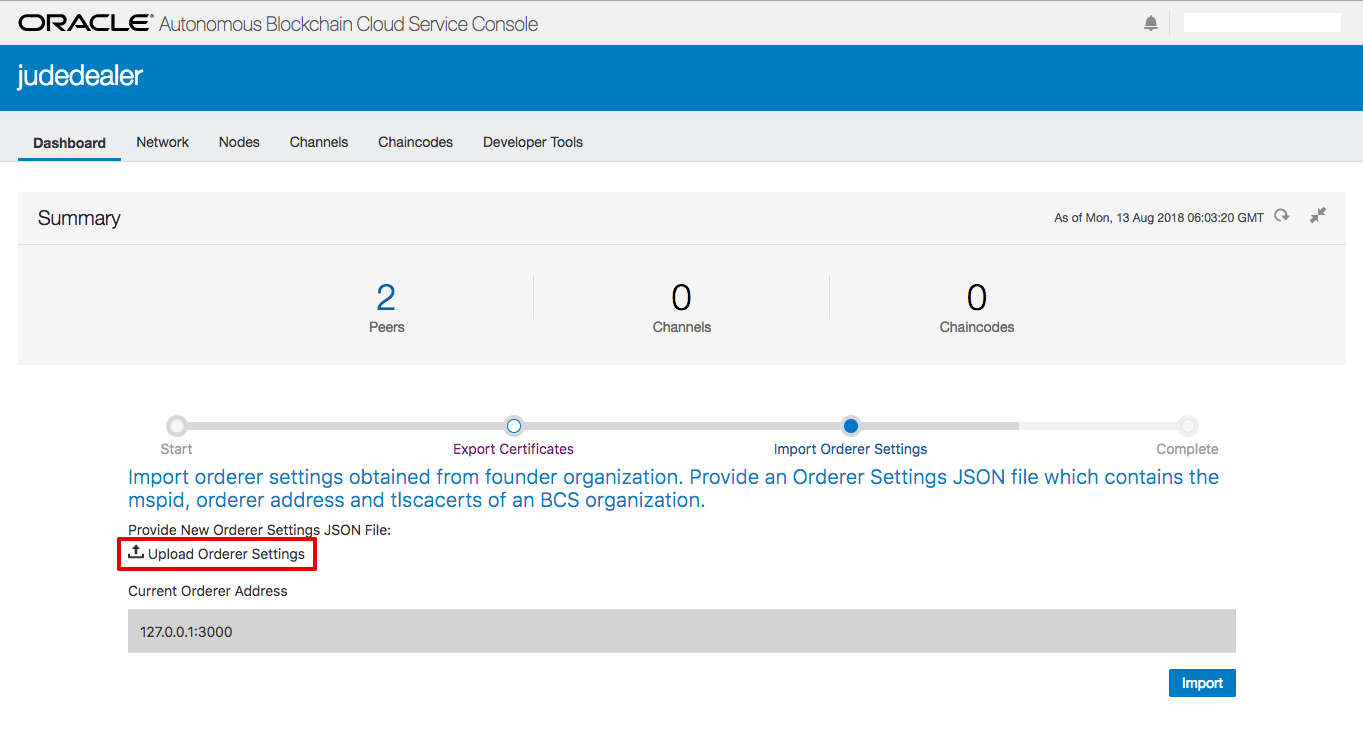 ORACLE® Autonomous Blockchain Cloud Service Console
judedealer
Dashboard Network Nodes Channels Chaincodes Developer Tools
Summary As of Mon, 13 Aug 2018 06:03:20 GMT
2 0 0
Peers Channels Chaincodes
Start Export Certificates Import Orderer Settings Complete
Import orderer settings obtained from founder organization. Provide an Orderer Settings JSON file which contains the
mspid, orderer address and tlscacerts of an BCS organization.
Provide New Orderer Settings JSON File:
Upload Orderer Settings
Current Orderer Address
127.0.0.1:3000
Import